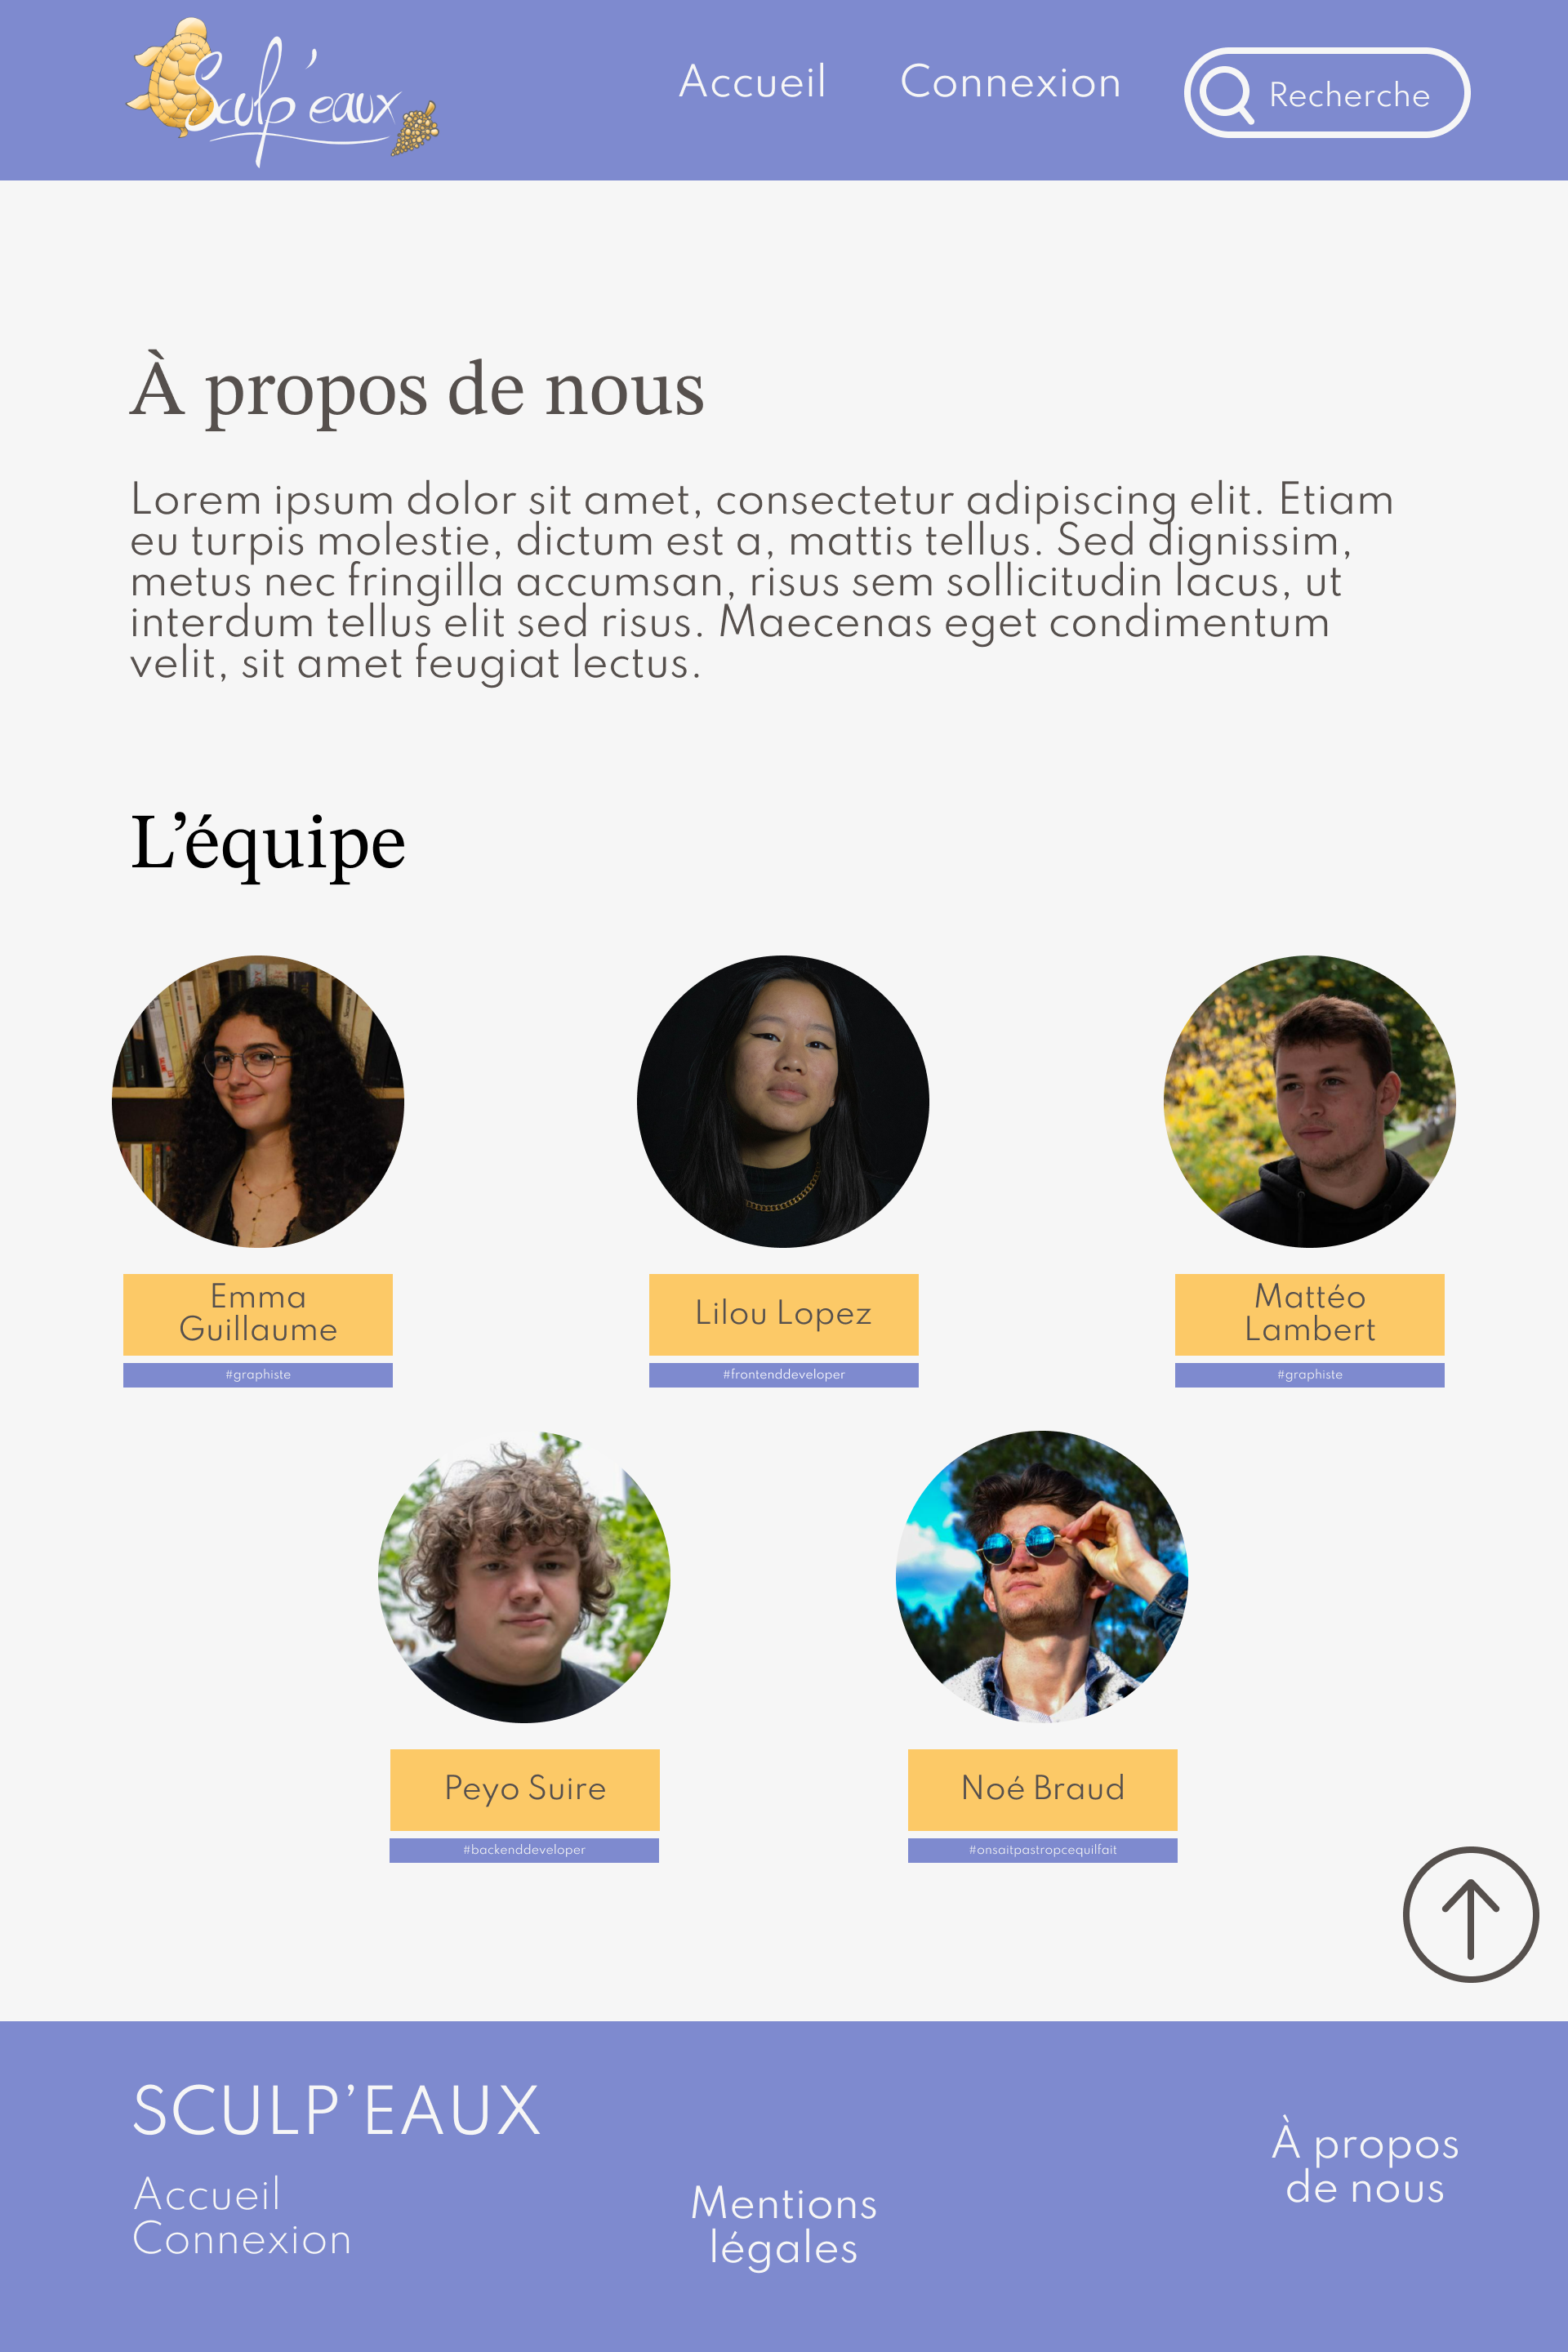 Sculp'eaux
Accueil Connexion Recherche
À propos de nous
Lorem ipsum dolor sit amet, consectetur adipiscing elit. Etiam
eu turpis molestie, dictum est a, mattis tellus. Sed dignissim,
metus nec fringilla accumsan, risus sem sollicitudin lacus, ut
interdum tellus elit sed risus. Maecenas eget condimentum
velit, sit amet feugiat lectus.
L’équipe
Emma
Guillaume
#graphiste
Lilou Lopez
#frontenddeveloper
Mattéo
Lambert
#graphiste
Peyo Suire
#backenddeveloper
Noé Braud
#onsaitpastropcequilfait
SCULP’EAUX
Accueil
Connexion
Mentions
légales
À propos
de nous